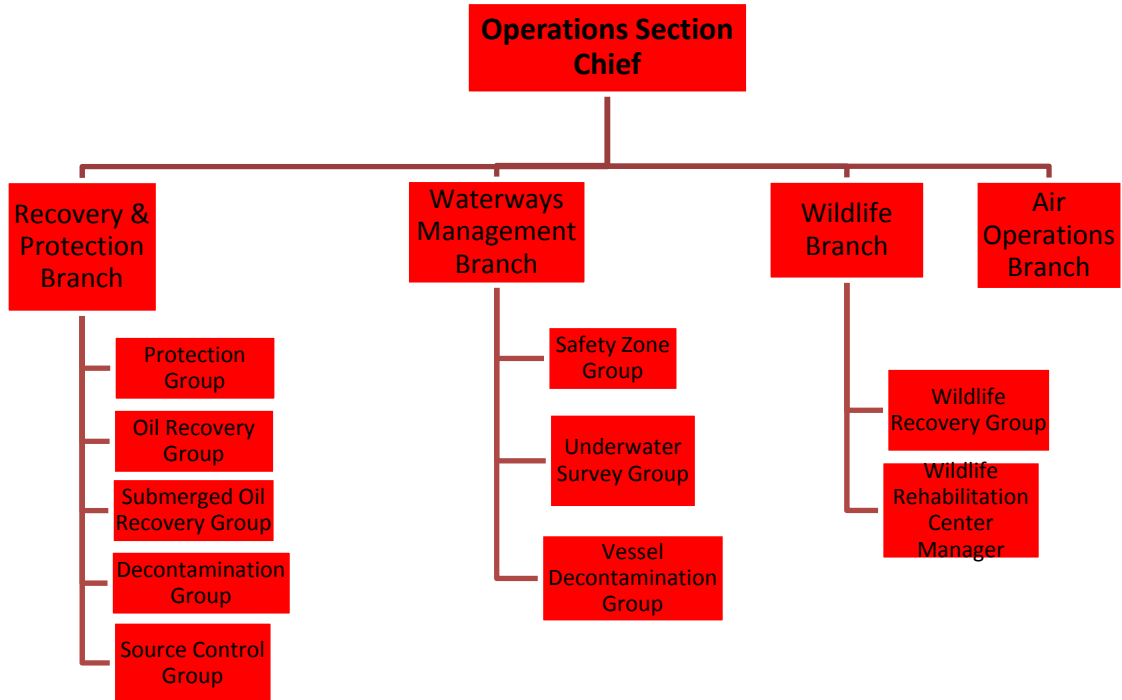 Operations Section
Chief
Recovery &
Protection
Branch
Waterways
Management
Branch
Wildlife
Branch
Air
Operations
Branch
Protection
Group
Oil Recovery
Group
Submerged Oil
Recovery Group
Decontamination
Group
Source Control
Group
Safety Zone
Group
Underwater
Survey Group
Vessel
Decontamination
Group
Wildlife
Recovery Group
Wildlife
Rehabilitation
Center
Manager